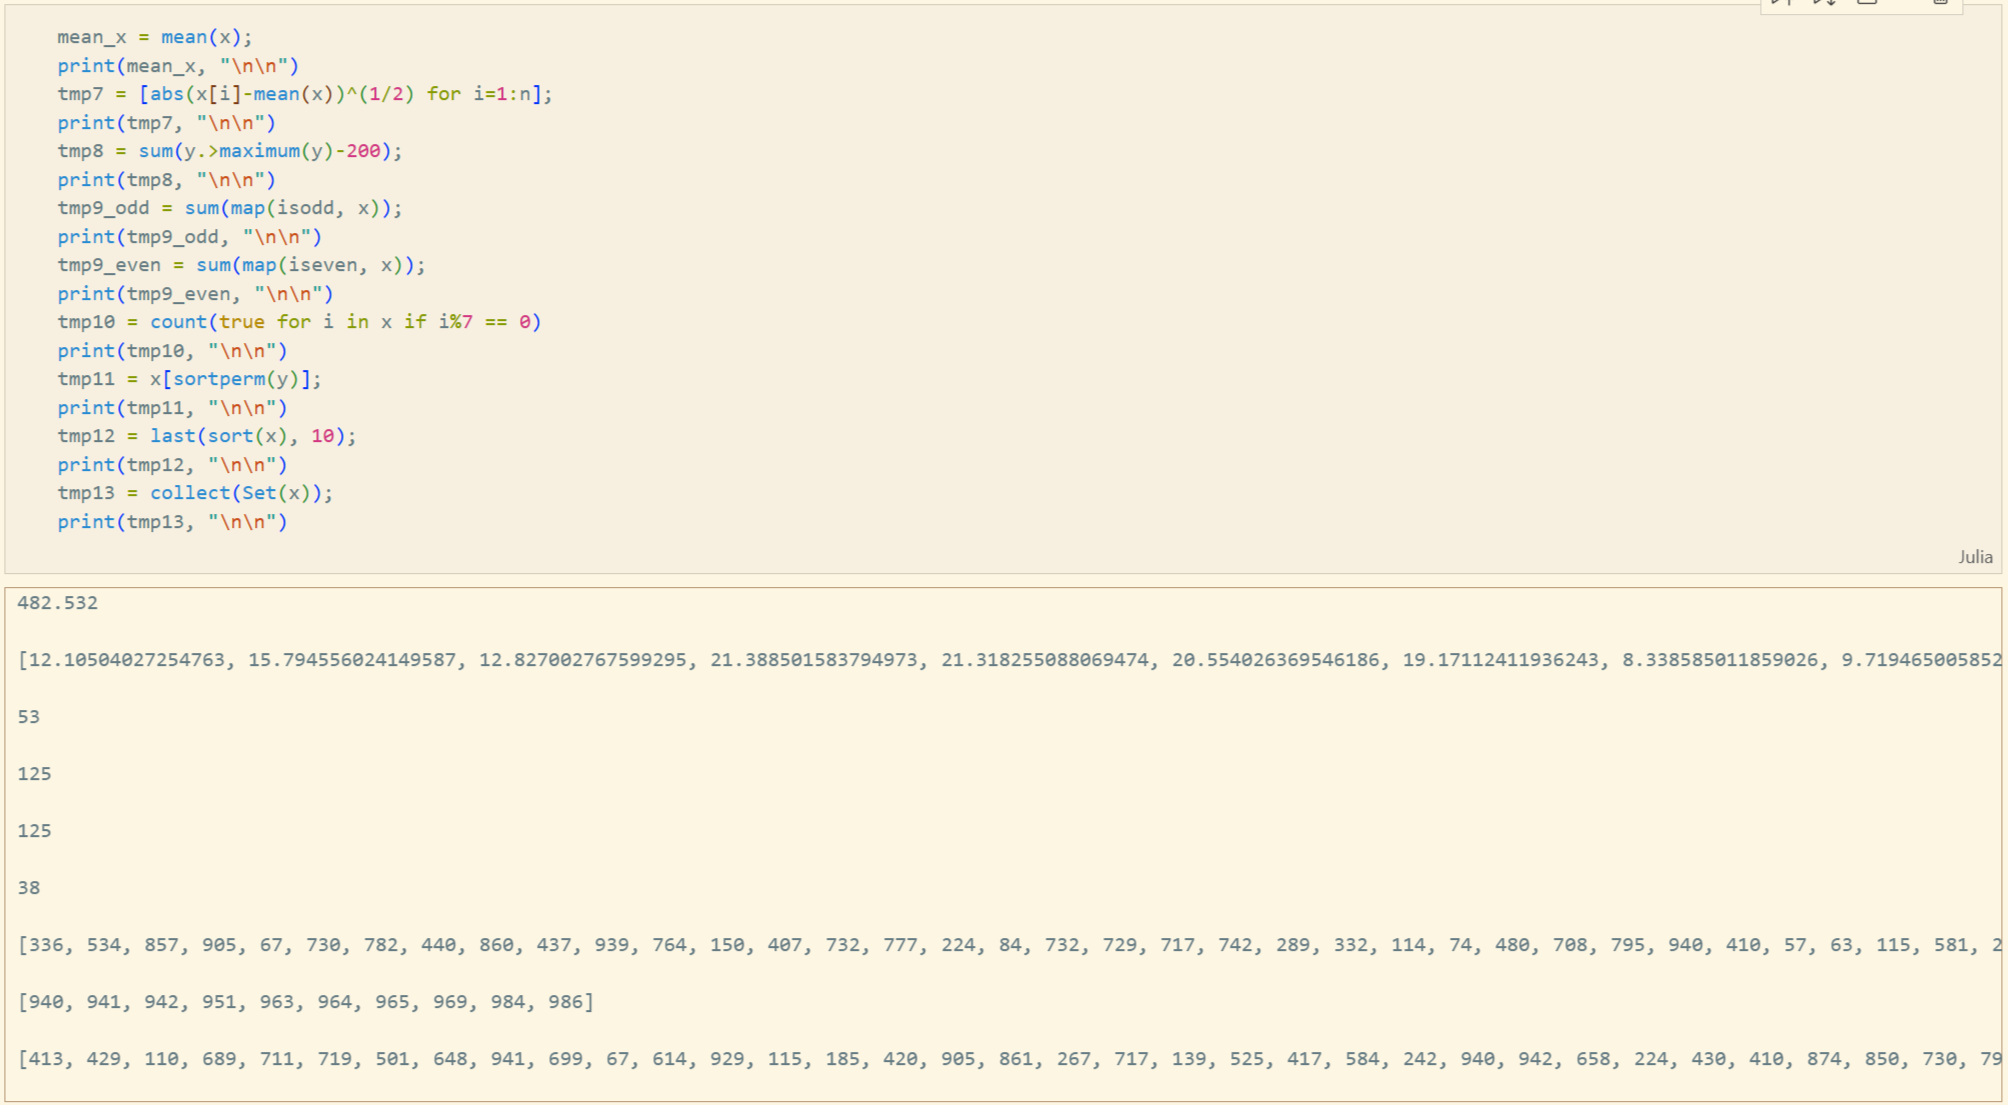 mean_x = mean(x);
print(mean_x, "\n\n")
tmp7 = [abs(x[i]-mean(x))^(1/2) for i=1:n];
print(tmp7, "\n\n")
tmp8 = sum(y.>maximum(y)-200);
print(tmp8, "\n\n")
tmp9_odd = sum(map(isodd, x));
print(tmp9_odd, "\n\n")
tmp9_even = sum(map(iseven, x));
print(tmp9_even, "\n\n")
tmp10 = count(true for i in x if i%7 == 0)
print(tmp10, "\n\n")
tmp11 = x[sortperm(y)];
print(tmp11, "\n\n")
tmp12 = last(sort(x), 10);
print(tmp12, "\n\n")
tmp13 = collect(Set(x));
print(tmp13, "\n\n")
Julia
482.532
[12.10504027254763, 15.794556024149587, 12.827002767599295, 21.388501583794973, 21.318255088069474, 20.554026369546186, 19.17112411936243, 8.338585011859026, 9.719465005852
53
125
125
38
[336, 534, 857, 905, 67, 730, 782, 440, 860, 437, 939, 764, 150, 407, 732, 777, 224, 84, 732, 729, 717, 742, 289, 332, 114, 74, 480, 708, 795, 940, 410, 57, 63, 115, 581, 2
[940, 941, 942, 951, 963, 964, 965, 969, 984, 986]
[413, 429, 110, 689, 711, 719, 501, 648, 941, 699, 67, 614, 929, 115, 185, 420, 905, 861, 267, 717, 139, 525, 417, 584, 242, 940, 942, 658, 224, 430, 410, 874, 850, 730, 79